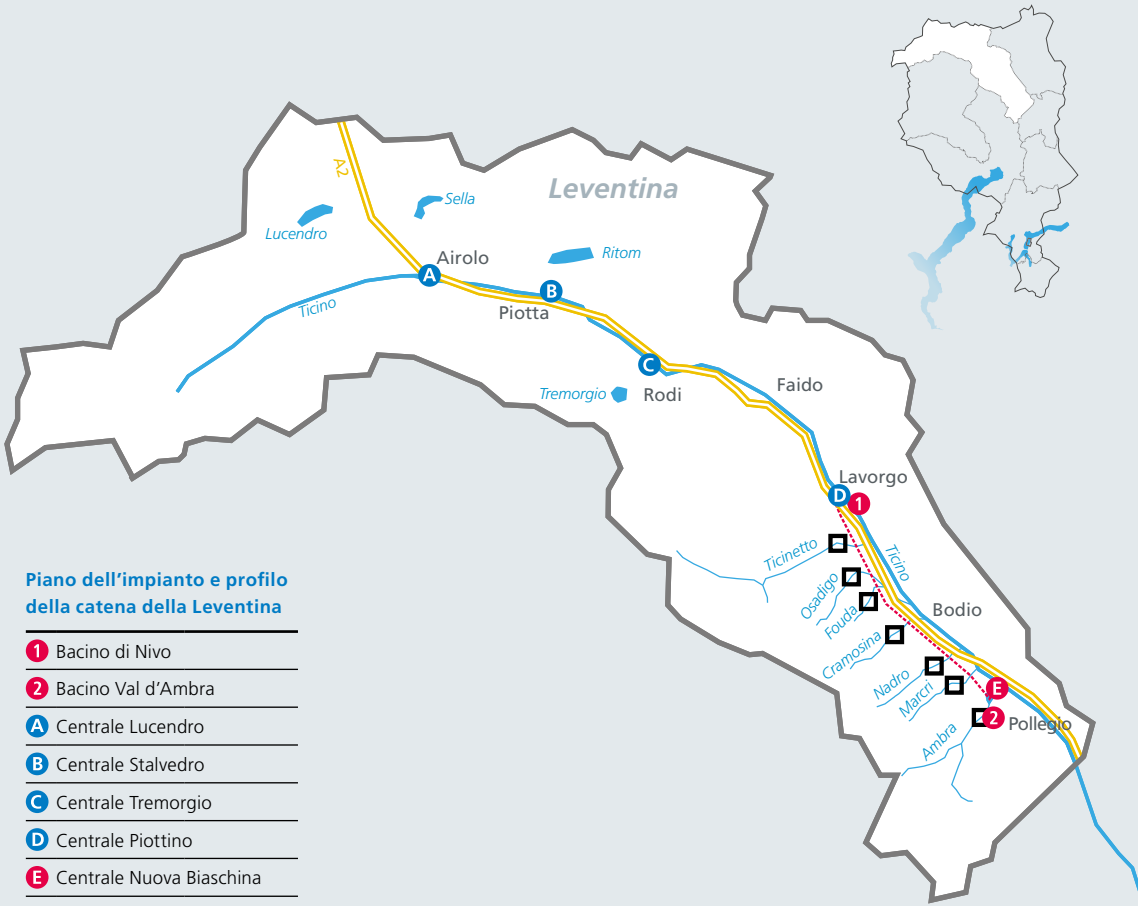 A2
Leventina
Sella
Lucendro
Ritom
Airolo
A
B
Ticino
Piotta
C
Tremorgio
Rodi
Faido
Lavorgo
D
1
Ticinetto
Ticino
Osadigo
Fouda
Bodio
Cramosina
Nadro
Marcri
E
2
Pollegio
Ambra
Piano dell'impianto e profilo
della catena della Leventina
1 Bacino di Nivo
2 Bacino Val d'Ambra
A Centrale Lucendro
B Centrale Stalvedro
C Centrale Tremorgio
D Centrale Piottino
E Centrale Nuova Biaschina